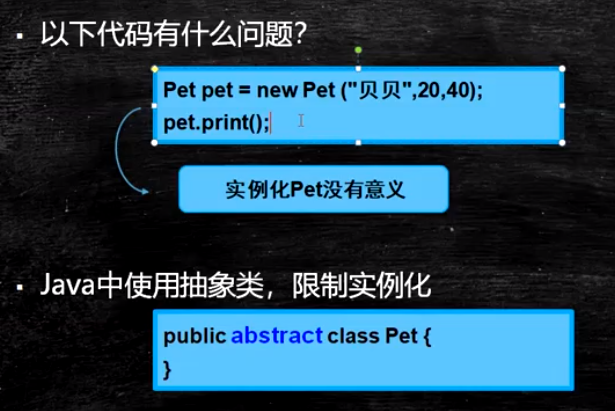 ▪ 以下代码有什么问题?
Pet pet = new Pet ("贝贝",20,40);
pet.print();
实例化Pet没有意义
▪ Java中使用抽象类，限制实例化
public abstract class Pet {
}